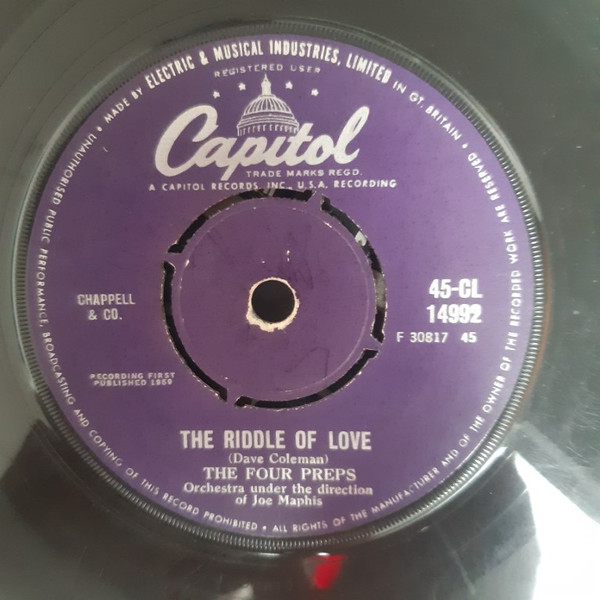 MADE BY ELECTRIC & MUSICAL INDUSTRIES, LIMITED IN GT. BRITAIN • ALL RIGHTS OF THE MANUFACTURER AND OF THE OWNER OF THE RECORDED WORK ARE RESERVED • UNAUTHORISED PUBLIC PERFORMANCE, BROADCASTING AND COPYING OF THIS RECORD PROHIBITED •
REGISTERED USER
Capitol
TRADE MARKS REGD.
A CAPITOL RECORDS, INC., U.S.A. RECORDING
CHAPPELL
& CO.
45-CL
14992
F 30817 45
RECORDING FIRST
PUBLISHED 1959
THE RIDDLE OF LOVE
(Dave Coleman)
THE FOUR PREPS
Orchestra under the direction
of Joe Maphis